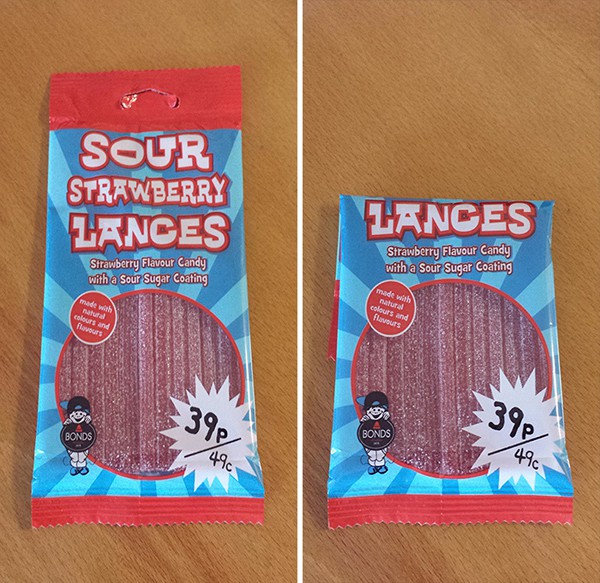 SOUR
STRAWBERRY
LANCES
Strawberry Flavour Candy
with a Sour Sugar Coating
made with
natural
colours and
flavours
BONDS
39p
49c
LANCES
Strawberry Flavour Candy
with a Sour Sugar Coating
made with
natural
colours and
flavours
BONDS
39p
49c